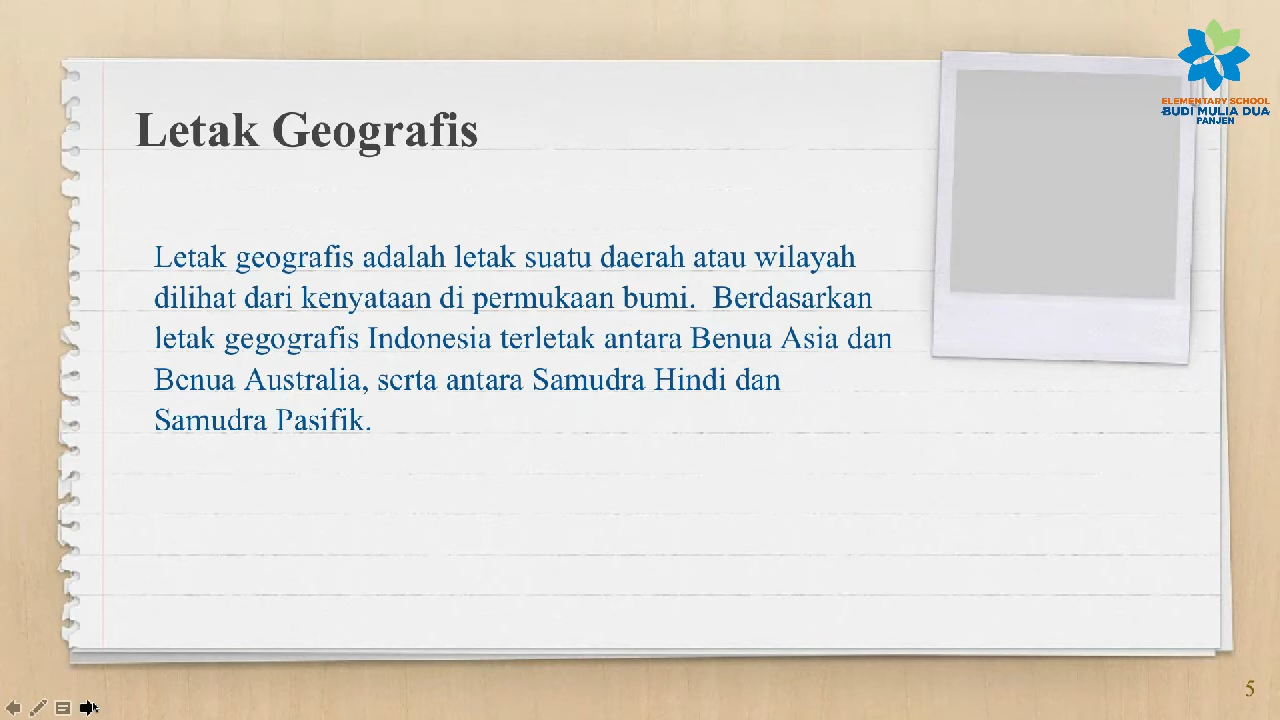 ELEMENTARY SCHOOL
BUDI MULIA DUA
PANJEN
Letak Geografis
Letak geografis adalah letak suatu daerah atau wilayah
dilihat dari kenyataan di permukaan bumi.  Berdasarkan
letak gegografis Indonesia terletak antara Benua Asia dan
Benua Australia, serta antara Samudra Hindi dan
Samudra Pasifik.
5